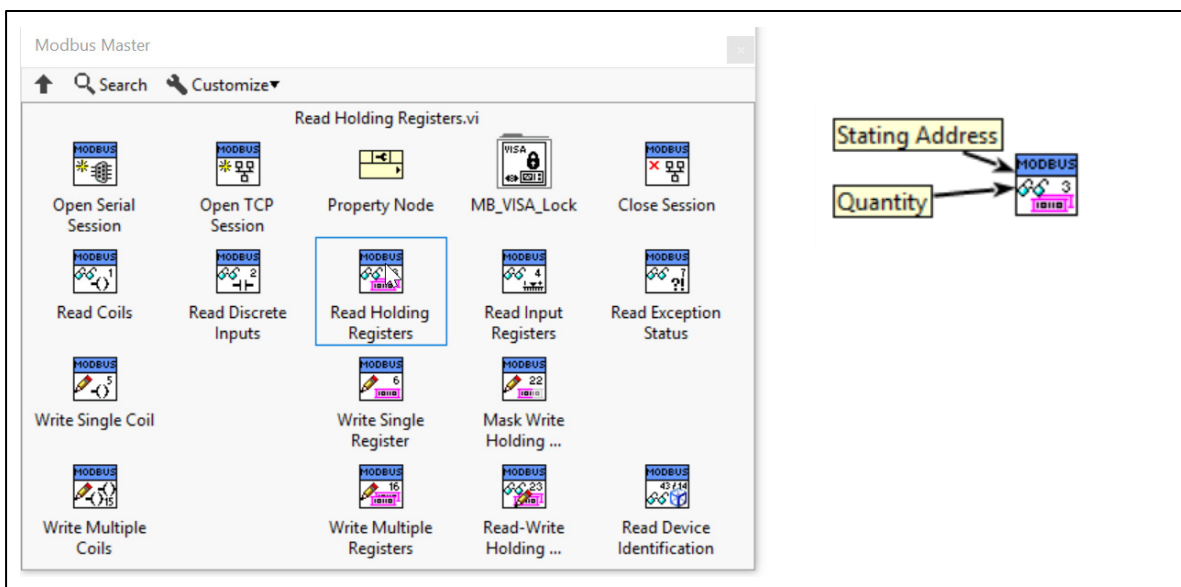 Modbus Master
x
Search Customize
Read Holding Registers.vi
MODBUS MODBUS VISA MODBUS
Open Serial Open TCP Property Node MB_VISA_Lock Close Session
Session Session
MODBUS 1 MODBUS 2 MODBUS 3 MODBUS 4 MODBUS 7 ?!
Read Coils Read Discrete Read Holding Read Input Read Exception
Inputs Registers Registers Status
MODBUS 5 MODBUS 6 MODBUS 22
Write Single Coil Write Single Mask Write
Register Holding ...
MODBUS 15 MODBUS 16 MODBUS 23 MODBUS 43 / 14
Write Multiple Write Multiple Read-Write Read Device
Coils Registers Holding ... Identification
Stating Address
Quantity
MODBUS
3